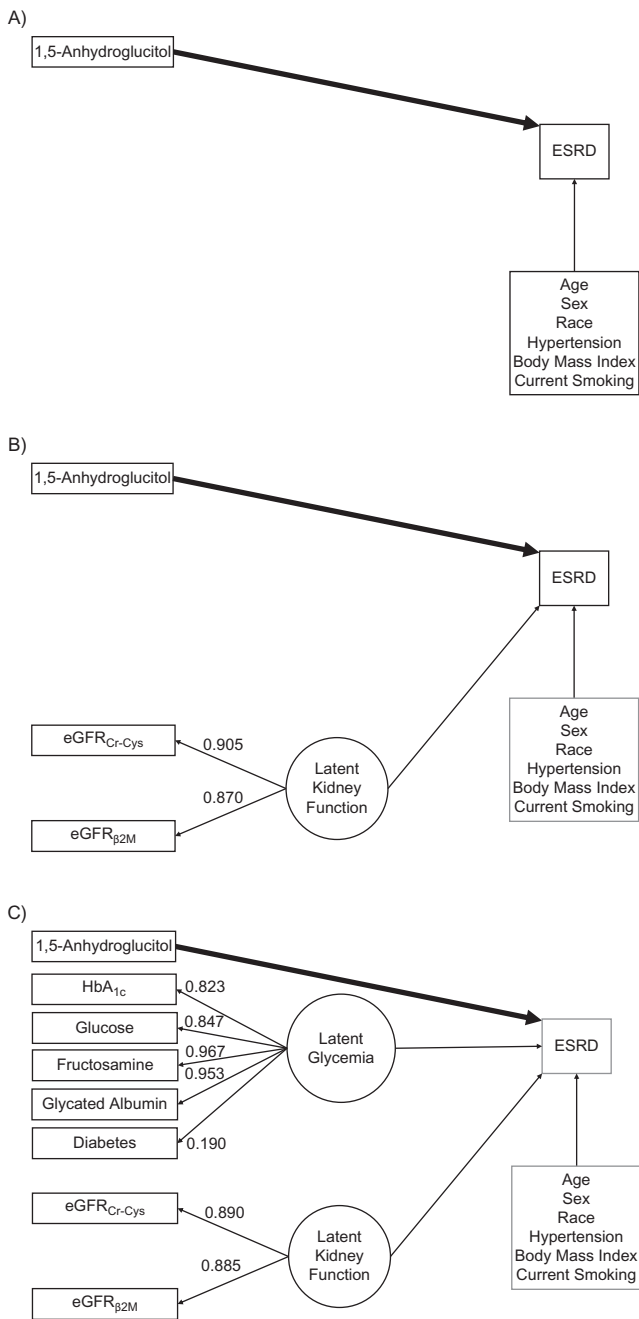 A)
1,5-Anhydroglucitol
ESRD
Age
Sex
Race
Hypertension
Body Mass Index
Current Smoking
B)
1,5-Anhydroglucitol
ESRD
eGFRCr-Cys
0.905
Latent
Kidney
Function
0.870
eGFRβ2M
Age
Sex
Race
Hypertension
Body Mass Index
Current Smoking
C)
1,5-Anhydroglucitol
HbA1c
0.823
Glucose
0.847
Fructosamine
0.967
Glycated Albumin
0.953
Diabetes
0.190
Latent
Glycemia
ESRD
eGFRCr-Cys
0.890
Latent
Kidney
Function
0.885
eGFRβ2M
Age
Sex
Race
Hypertension
Body Mass Index
Current Smoking